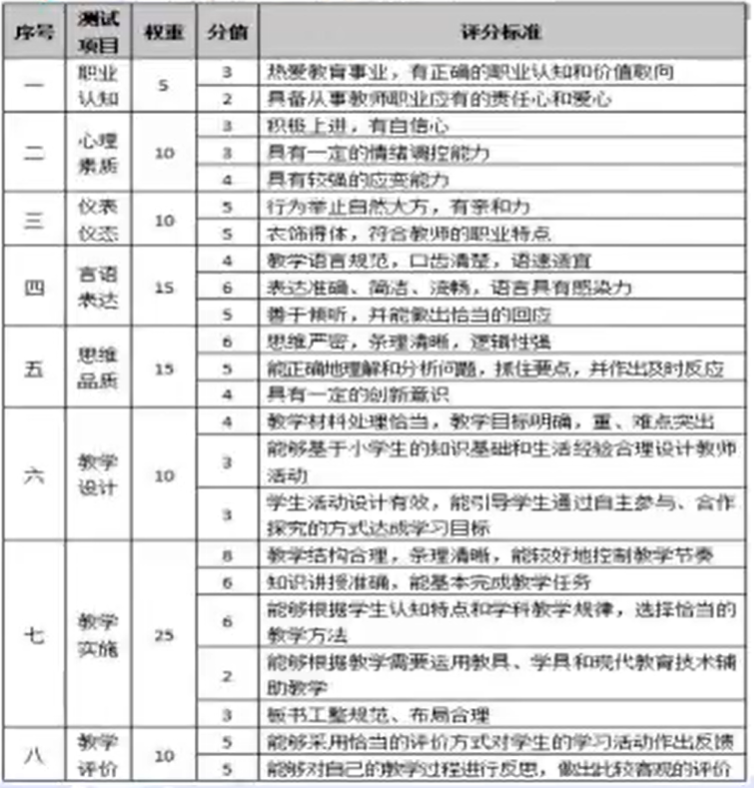 序号 测试项目 权重 分值 评分标准
一 职业认知 5 3 热爱教育事业，有正确的职业认知和价值取向
2 具备从事教师职业应有的责任心和爱心
二 心理素质 10 3 积极上进，有自信心
3 具有一定的情绪调控能力
4 具有较强的应变能力
三 仪表仪态 10 5 行为举止自然大方，有亲和力
5 衣饰得体，符合教师的职业特点
四 言语表达 15 4 教学语言规范，口齿清楚，语速适宜
6 表达准确、简洁、流畅，语言具有感染力
5 善于倾听，并能做出恰当的回应
五 思维品质 15 6 思维严密，条理清晰，逻辑性强
5 能正确地理解和分析问题，抓住要点，并作出及时反应
4 具有一定的创新意识
六 教学设计 10 4 教学材料处理恰当，教学目标明确，重、难点突出
3 能够基于小学生的知识基础和生活经验合理设计教师
活动
3 学生活动设计有效，能引导学生通过自主参与、合作
探究的方式达成学习目标
七 教学实施 25 8 教学结构合理，条理清晰，能较好地控制教学节奏
6 知识讲授准确，能基本完成教学任务
6 能够根据学生认知特点和学科教学规律，选择恰当的
教学方法
2 能够根据教学需要运用教具、学具和现代教育技术辅
助教学
3 板书工整规范、布局合理
八 教学评价 10 5 能够采用恰当的评价方式对学生的学习活动作出反馈
5 能够对自己的教学过程进行反思，做出比较客观的评价